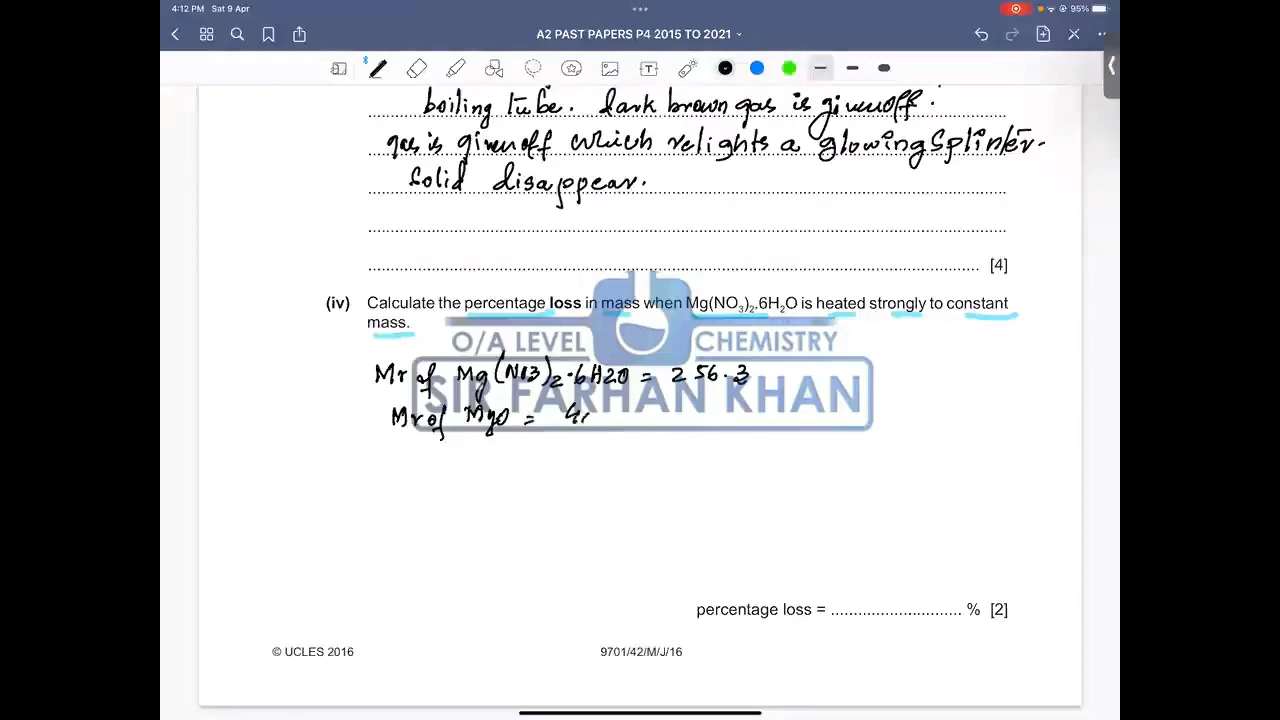 4:12 PM Sat 9 Apr
95%
A2 PAST PAPERS P4 2015 TO 2021
boiling tube. dark brown gas is given off.
gas is given off which relights a glowing splinter.
solid disappear.
[4]
(iv) Calculate the percentage loss in mass when Mg(NO3)2.6H2O is heated strongly to constant
mass.
O/A LEVEL CHEMISTRY
SIR FARHAN KHAN
Mr of Mg(NO3)2·6H2O = 256.3
Mr of MgO = 4
percentage loss = ............................ % [2]
© UCLES 2016
9701/42/M/J/16